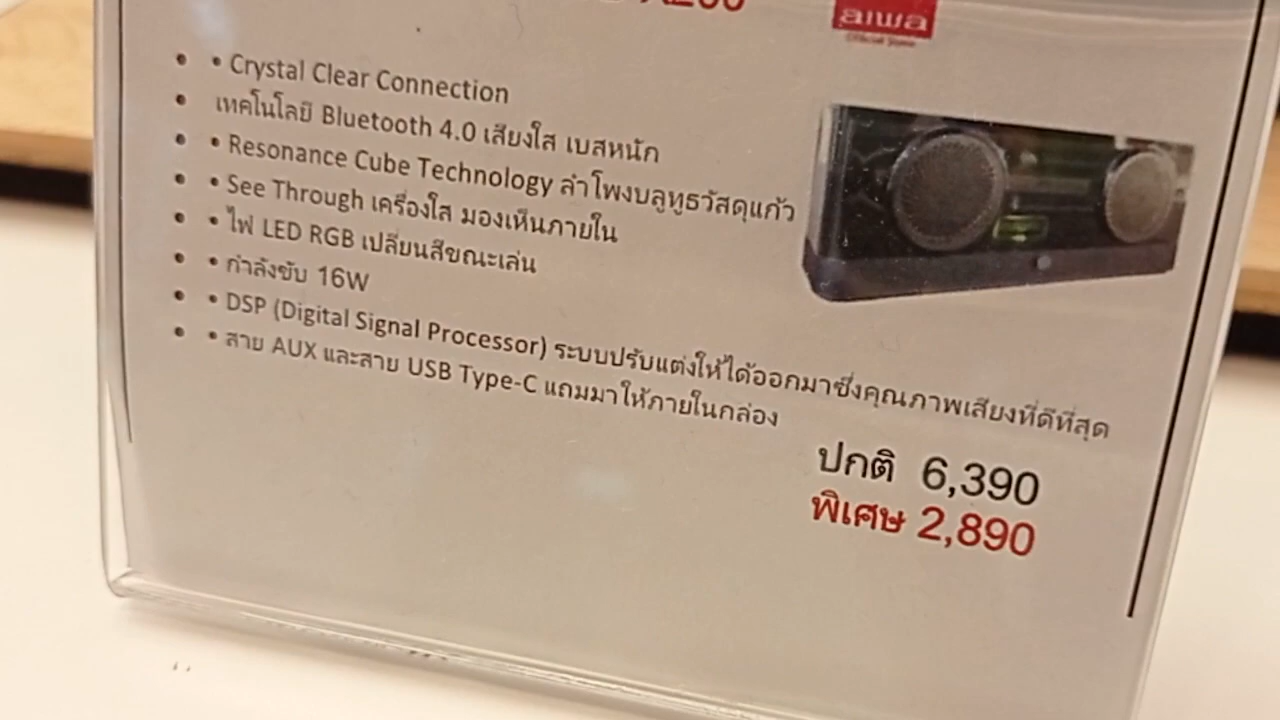 aiwa
Official Store
• • Crystal Clear Connection
• เทคโนโลยี Bluetooth 4.0 เสียงใส เบสหนัก
• • Resonance Cube Technology ลำโพงบลูทูธวัสดุแก้ว
• • See Through เครื่องใส มองเห็นภายใน
• • ไฟ LED RGB เปลี่ยนสีขณะเล่น
• • กำลังขับ 16W
• • DSP (Digital Signal Processor) ระบบปรับแต่งให้ได้ออกมาซึ่งคุณภาพเสียงที่ดีที่สุด
• • สาย AUX และสาย USB Type-C แถมมาให้ภายในกล่อง
ปกติ 6,390
พิเศษ 2,890